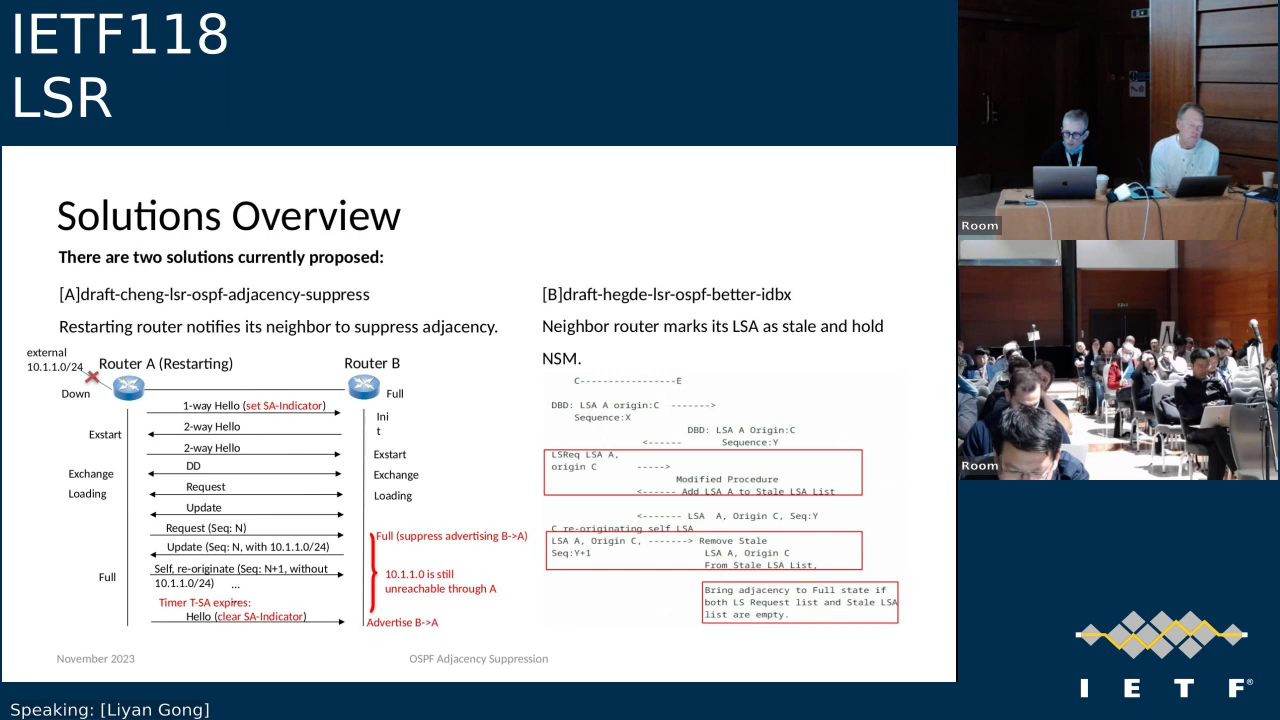 IETF118
LSR
Solutions Overview
There are two solutions currently proposed:
[A]draft-cheng-lsr-ospf-adjacency-suppress
Restarting router notifies its neighbor to suppress adjacency.
external
10.1.1.0/24
Router A (Restarting)
Router B
Down
Full
1-way Hello (set SA-Indicator)
Ini
t
2-way Hello
Exstart
2-way Hello
Exstart
DD
Exchange
Exchange
Request
Loading
Loading
Update
Request (Seq: N)
Full (suppress advertising B->A)
Update (Seq: N, with 10.1.1.0/24)
Self, re-originate (Seq: N+1, without
10.1.1.0/24)
...
Full
10.1.1.0 is still
unreachable through A
Timer T-SA expires:
Hello (clear SA-Indicator)
Advertise B->A
[B]draft-hegde-lsr-ospf-better-idbx
Neighbor router marks its LSA as stale and hold
NSM.
C----------------E
DBD: LSA A origin:C ------->
Sequence:X
DBD: LSA A Origin:C
<------ Sequence:Y
LSReq LSA A,
origin C ----->
Modified Procedure
<------ Add LSA A to Stale LSA List
<------- LSA A, Origin C, Seq:Y
C re-originating self LSA
LSA A, Origin C, -------> Remove Stale
Seq:Y+1 LSA A, Origin C
From Stale LSA List,
Bring adjacency to Full state if
both LS Request list and Stale LSA
list are empty.
November 2023
OSPF Adjacency Suppression
Room
Room
I E T F®
Speaking: [Liyan Gong]